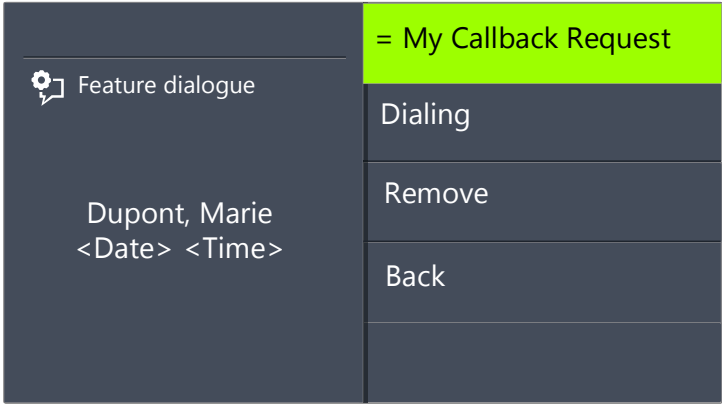 Feature dialogue
Dupont, Marie
<Date> <Time>
= My Callback Request
Dialing
Remove
Back